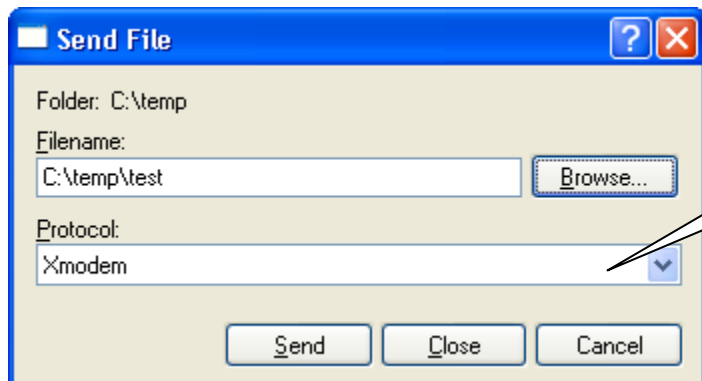 Send File
Folder: C:\temp
Filename:
C:\temp\test
Browse...
Protocol:
Xmodem
Send Close Cancel